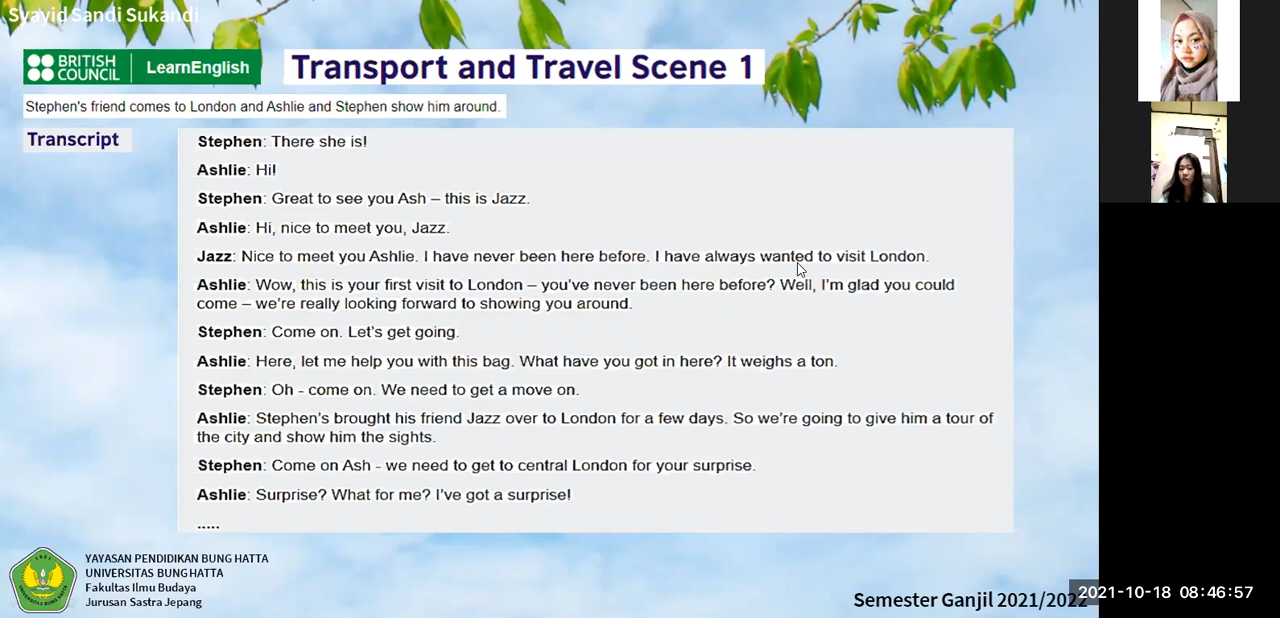 Syavid Sandi Sukandi
BRITISH COUNCIL LearnEnglish
Transport and Travel Scene 1
Stephen's friend comes to London and Ashlie and Stephen show him around.
Transcript
Stephen: There she is!
Ashlie: Hi!
Stephen: Great to see you Ash – this is Jazz.
Ashlie: Hi, nice to meet you, Jazz.
Jazz: Nice to meet you Ashlie. I have never been here before. I have always wanted to visit London.
Ashlie: Wow, this is your first visit to London – you’ve never been here before? Well, I’m glad you could
come – we’re really looking forward to showing you around.
Stephen: Come on. Let’s get going.
Ashlie: Here, let me help you with this bag. What have you got in here? It weighs a ton.
Stephen: Oh - come on. We need to get a move on.
Ashlie: Stephen’s brought his friend Jazz over to London for a few days. So we’re going to give him a tour of
the city and show him the sights.
Stephen: Come on Ash - we need to get to central London for your surprise.
Ashlie: Surprise? What for me? I’ve got a surprise!
.....
YAYASAN PENDIDIKAN BUNG HATTA
UNIVERSITAS BUNG HATTA
Fakultas Ilmu Budaya
Jurusan Sastra Jepang
Semester Ganjil 2021/2022
2021-10-18 08:46:57